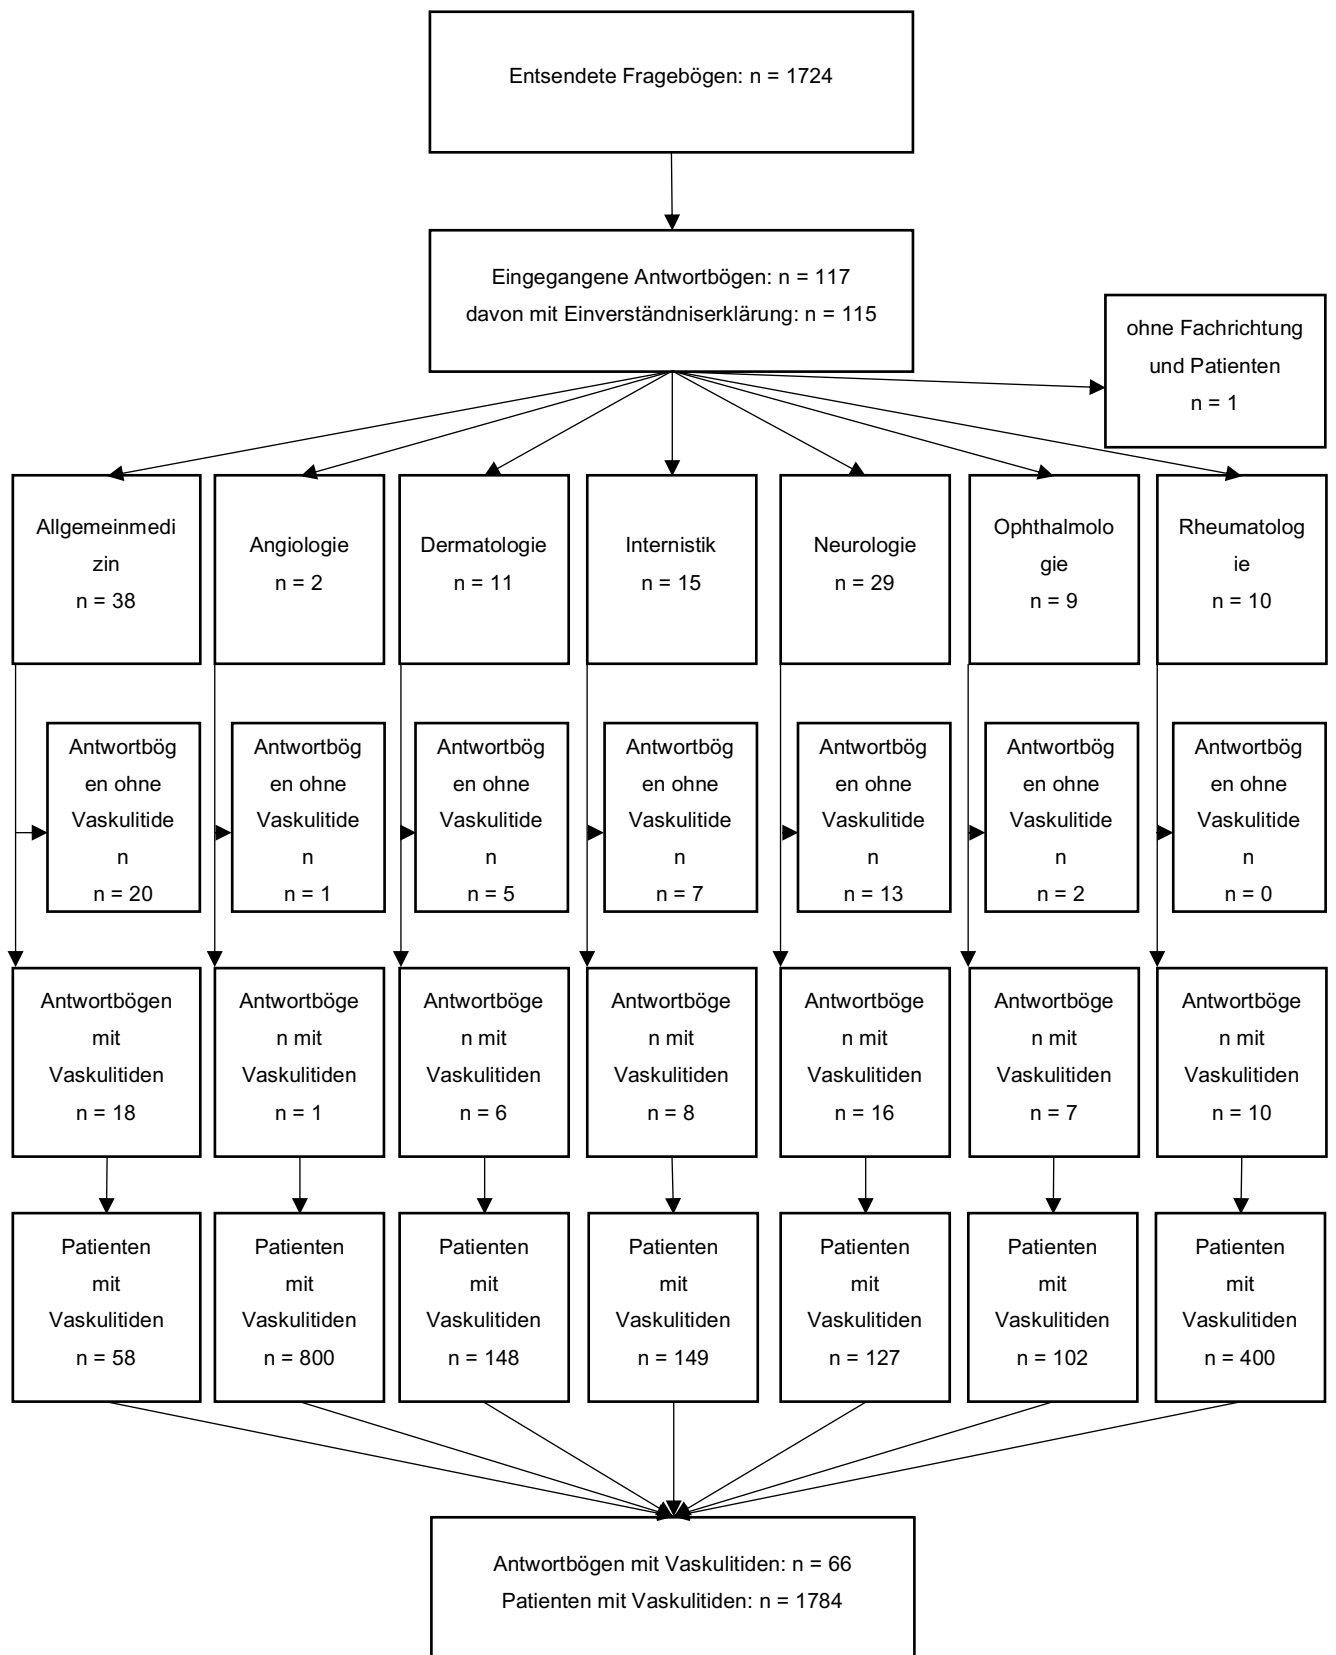 Entsendete Fragebögen: n = 1724
Eingegangene Antwortbögen: n = 117
davon mit Einverständniserklärung: n = 115
ohne Fachrichtung
und Patienten
n = 1
Allgemeinmedi
zin
n = 38
Angiologie
n = 2
Dermatologie
n = 11
Internistik
n = 15
Neurologie
n = 29
Ophthalmolo
gie
n = 9
Rheumatolog
ie
n = 10
Antwortbög
en ohne
Vaskulitide
n
n = 20
Antwortbög
en ohne
Vaskulitide
n
n = 1
Antwortbög
en ohne
Vaskulitide
n
n = 5
Antwortbög
en ohne
Vaskulitide
n
n = 7
Antwortbög
en ohne
Vaskulitide
n
n = 13
Antwortbög
en ohne
Vaskulitide
n
n = 2
Antwortbög
en ohne
Vaskulitide
n
n = 0
Antwortbögen
mit
Vaskulitiden
n = 18
Antwortböge
n mit
Vaskulitiden
n = 1
Antwortböge
n mit
Vaskulitiden
n = 6
Antwortböge
n mit
Vaskulitiden
n = 8
Antwortböge
n mit
Vaskulitiden
n = 16
Antwortböge
n mit
Vaskulitiden
n = 7
Antwortböge
n mit
Vaskulitiden
n = 10
Patienten
mit
Vaskulitiden
n = 58
Patienten
mit
Vaskulitiden
n = 800
Patienten
mit
Vaskulitiden
n = 148
Patienten
mit
Vaskulitiden
n = 149
Patienten
mit
Vaskulitiden
n = 127
Patienten
mit
Vaskulitiden
n = 102
Patienten
mit
Vaskulitiden
n = 400
Antwortbögen mit Vaskulitiden: n = 66
Patienten mit Vaskulitiden: n = 1784